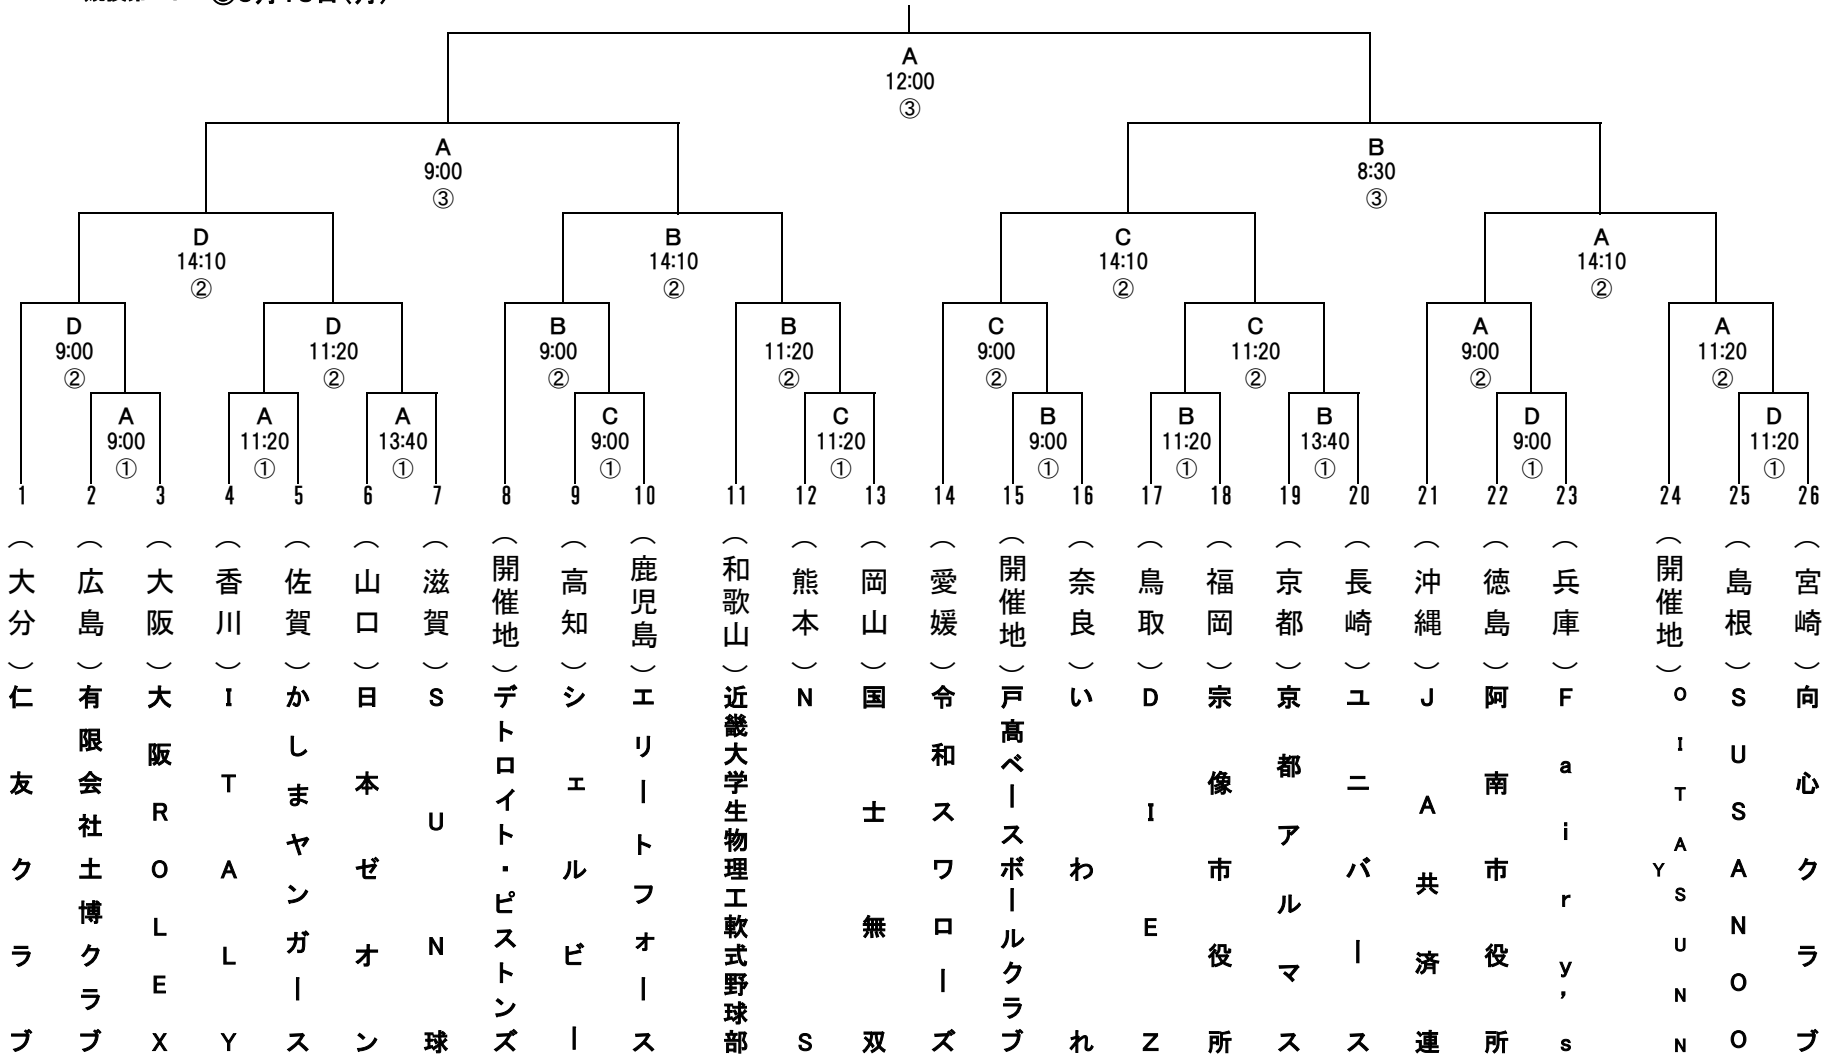 ③5月18日(月)
A
12:00
③
A
9:00
③
B
8:30
③
D
14:10
②
B
14:10
②
C
14:10
②
A
14:10
②
D
9:00
②
D
11:20
②
B
9:00
②
B
11:20
②
C
9:00
②
C
11:20
②
A
9:00
②
A
11:20
②
A
9:00
①
A
11:20
①
A
13:40
①
C
9:00
①
C
11:20
①
B
9:00
①
B
11:20
①
B
13:40
①
D
9:00
①
D
11:20
①
1 2 3 4 5 6 7 8 9 10 11 12 13 14 15 16 17 18 19 20 21 22 23 24 25 26
(大分)仁友クラブ
(広島)有限会社土博クラブ
(大阪)大阪ROLEX
(香川)ITALY
(佐賀)かしまヤンガース
(山口)日本ゼオン
(滋賀)SUN球
(開催地)デトロイト・ピストンズ
(高知)シェルビー
(鹿児島)エリートフォース
(和歌山)近畿大学生物理工軟式野球部
(熊本)NS
(岡山)国士無双
(愛媛)令和スワローズ
(開催地)戸髙ベースボールクラブ
(奈良)いわれ
(鳥取)DIEZ
(福岡)宗像市役所
(京都)京都アルマス
(長崎)ユニバース
(沖縄)JA共済連
(徳島)阿南市役所
(兵庫)Fairy's
(開催地)OITASUNNY
(島根)SUSANOO
(宮崎)向心クラブ